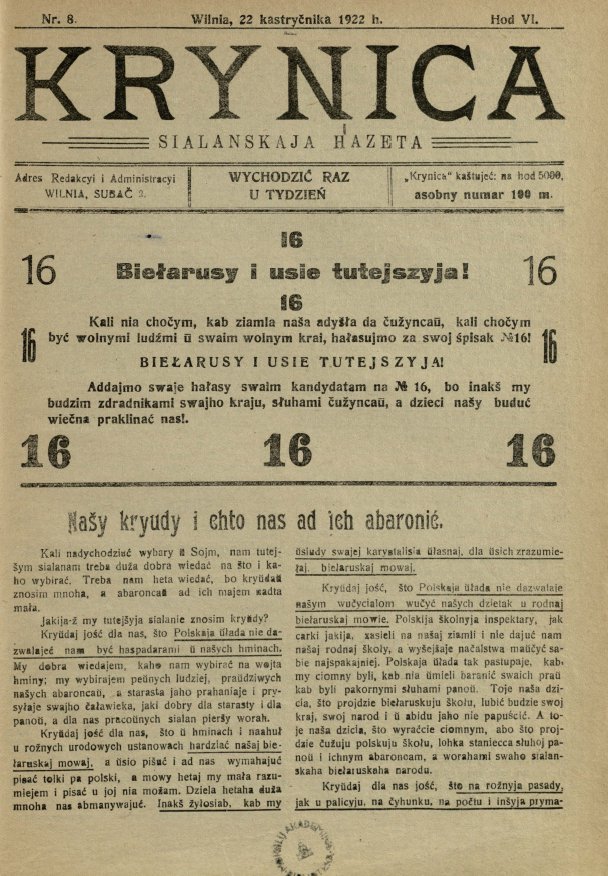 Nr. 8. Wilnia, 22 kastryčnika 1922 h. Hod VI.
KRYNICA
SIALANSKAJA HAZETA
Adres Redakcyi i Administracyi
WILNIA, SUBAČ 2.
WYCHODZIĆ RAZ
U TYDZIEŃ
„Krynica" kaštujeć: na hod 5000,
asobny numar 100 m.
16
16 Biełarusy i usie tutejszyja! 16
16
Kali nia chočym, kab ziamla naša adyšła da čužyncaŭ, kali chočym
być wolnymi ludźmi ŭ swaim wolnym krai, hałasujmo za swoj śpisak №16!
16 16
BIEŁARUSY I USIE TUTEJSZYJA!
Addajmo swaje hałasy swaim kandydatam na № 16, bo inakš my
budzim zdradnikami swajho kraju, słuhami čužyncaŭ, a dzieci našy buduć
wiečna praklinać nas!.
16 16 16
Našy kryŭdy i chto nas ad ich abaronić.
Kali nadychodziać wybary ŭ Sojm, nam tutej-
šym sialanam treba duža dobra wiedać na što i ka-
ho wybirać. Treba nam heta wiedać, bo kryŭdaŭ
znosim mnoha, a abaroncaŭ ad ich majem nadta
mała.
Jakija-ž my tutejšyja sialanie znosim kryŭdy?
Kryŭdaj jość dla nas, što Polskaja ŭłada nie da-
zwalajeć nam być haspadarami ŭ našych hminach.
My dobra wiedajem, kaho nam wybirać na wojta
hminy; my wybirajem peŭnych ludziej, praŭdziwych
našych abaroncaŭ, a starasta jaho prahaniaje i pry-
syłaje swajho čaławieka, jaki dobry dla starasty i dla
panoŭ, a dla nas pracoŭnych sialan pieršy worah.
Kryŭdaj jość dla nas, što ŭ hminach i naahuł
u rožnych urodowych ustanowach hardziać našaj bie-
łaruskaj mowaj, a ŭsio pišuć i ad nas wymahajuć
pisać tolki pa polski, a mowy hetaj my mała razu-
miejem i pisać u joj nia možam. Dziela hetaha duža
mnoha nas abmanywajuć. Inakš žyłosiab, kab my
ŭsiudy swajej karystalisia ŭłasnaj, dla ŭsich zrazumie-
łaj, biełaruskaj mowaj.
Kryŭdaj jość, što Polskaja ŭłada nie dazwalaje
našym wučycialom wučyć našych dzietak u rodnaj
biełaruskaj mowie. Polskija školnyja inspektary, jak
carki jakija, zasieli na našaj ziamli i nie dajuć nam
našaj rodnaj školy, a wyšejšaje načalstwa maŭčyć sa-
bie najspakajniej. Polskaja ŭłada tak pastupaje, kab,
my ciomny byli, kab nia ŭmieli baranić swaich praŭ
kab byli pakornymi słuhami panoŭ. Toje naša dzi-
cia, što projdzie biełaruskuju školu, lubić budzie swoj
kraj, swoj narod i ŭ abidu jaho nie papuścić. A to-
je naša dzicia, što wyraście ciomnym, abo što proj-
dzie čužuju polskuju školu, lohka staniecca słuhoj pa-
noŭ i ichnym abaroncam, a worahami swaho sialan-
skaha biełaruskaha narodu.
Kryŭdaj dla nas jość, što na rožnyja pasady,
jak u palicyju, na čyhunku, na počtu i inšyja pryma-